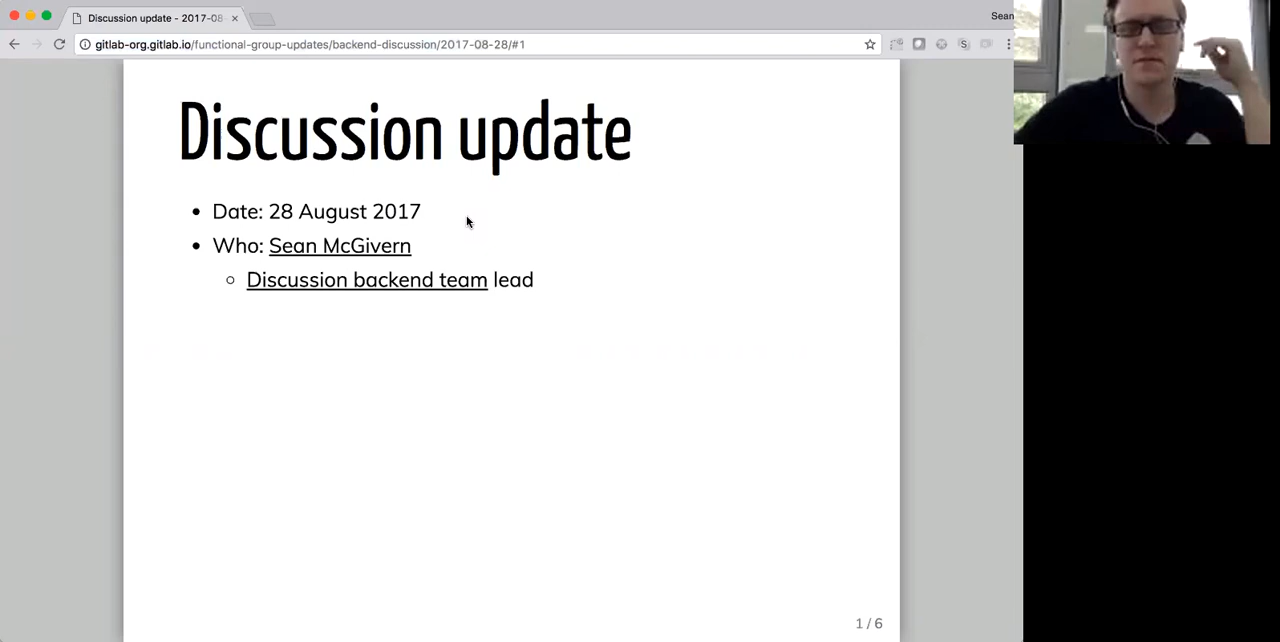 Discussion update - 2017-08-
Sean
gitlab-org.gitlab.io/functional-group-updates/backend-discussion/2017-08-28/#1
Discussion update
Date: 28 August 2017
Who: Sean McGivern
Discussion backend team lead
1 / 6